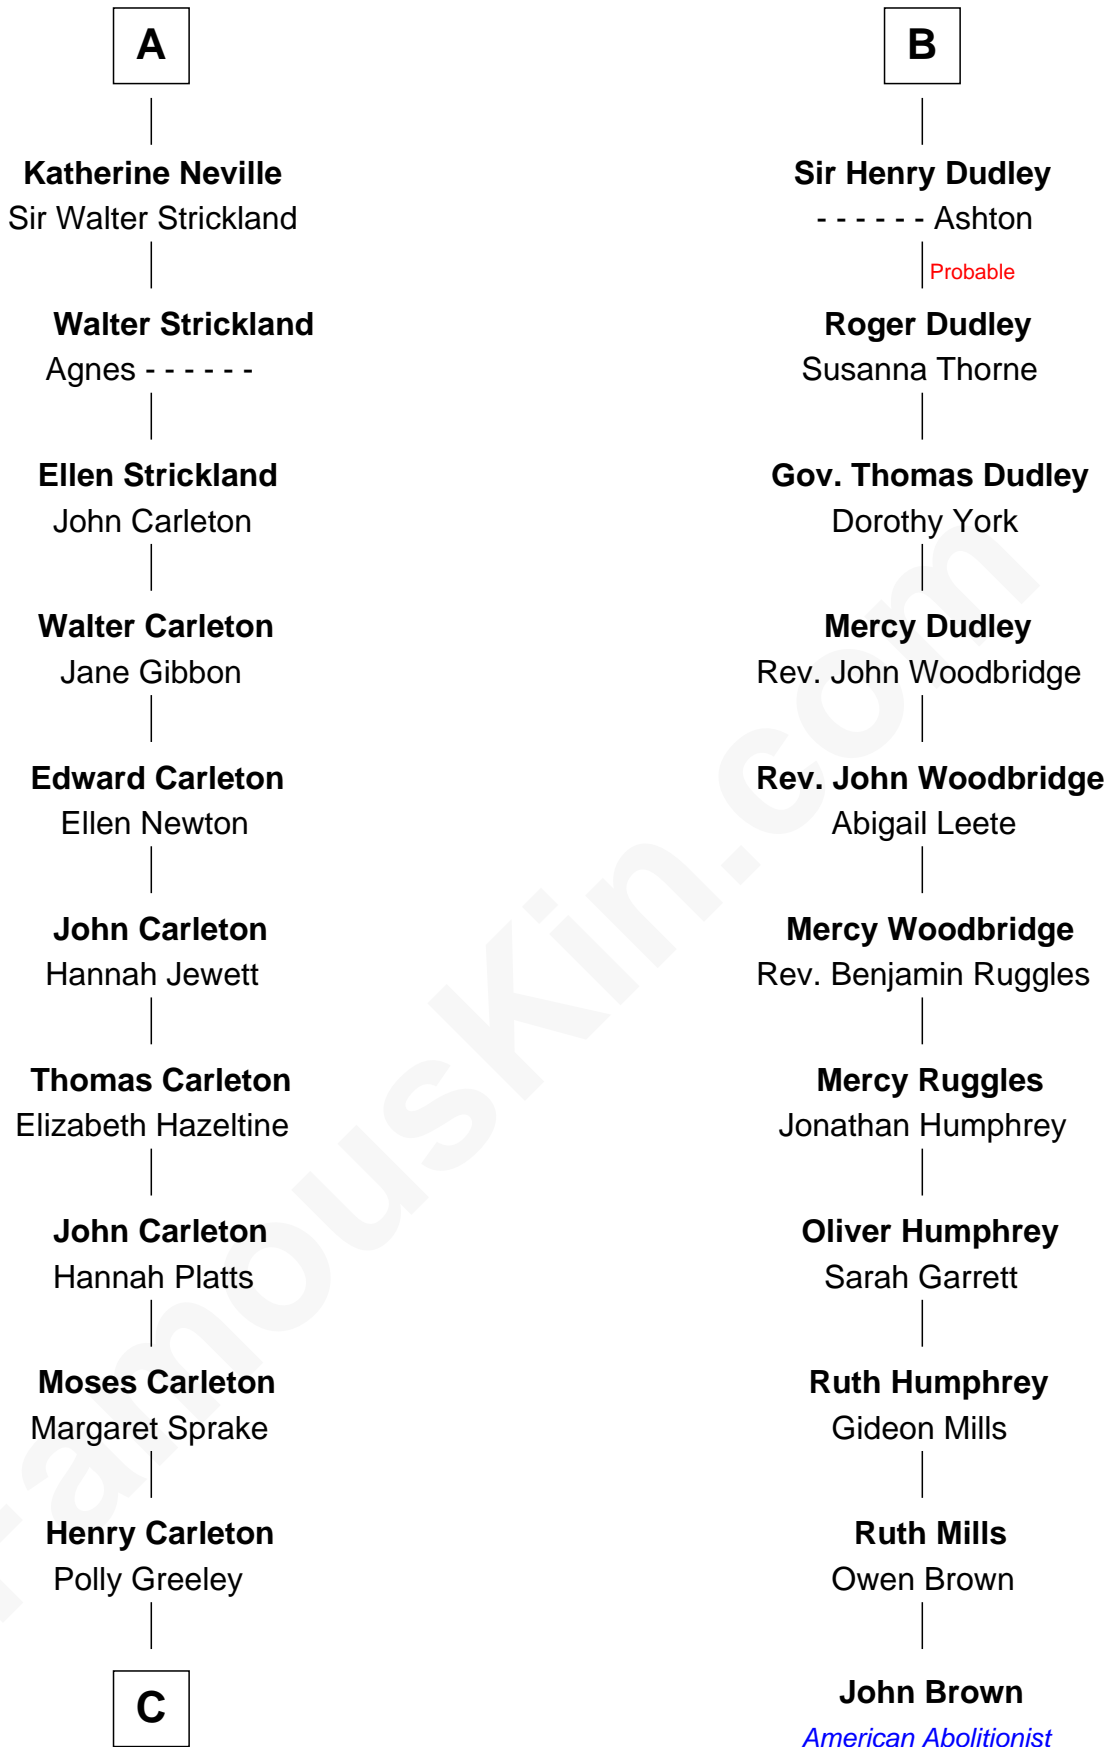 A
Katherine Neville
Sir Walter Strickland
Walter Strickland
Agnes - - - - - -
Ellen Strickland
John Carleton
Walter Carleton
Jane Gibbon
Edward Carleton
Ellen Newton
John Carleton
Hannah Jewett
Thomas Carleton
Elizabeth Hazeltine
John Carleton
Hannah Platts
Moses Carleton
Margaret Sprake
Henry Carleton
Polly Greeley
C
B
Sir Henry Dudley
- - - - - - Ashton
Probable
Roger Dudley
Susanna Thorne
Gov. Thomas Dudley
Dorothy York
Mercy Dudley
Rev. John Woodbridge
Rev. John Woodbridge
Abigail Leete
Mercy Woodbridge
Rev. Benjamin Ruggles
Mercy Ruggles
Jonathan Humphrey
Oliver Humphrey
Sarah Garrett
Ruth Humphrey
Gideon Mills
Ruth Mills
Owen Brown
John Brown
American Abolitionist
FamousKin.com